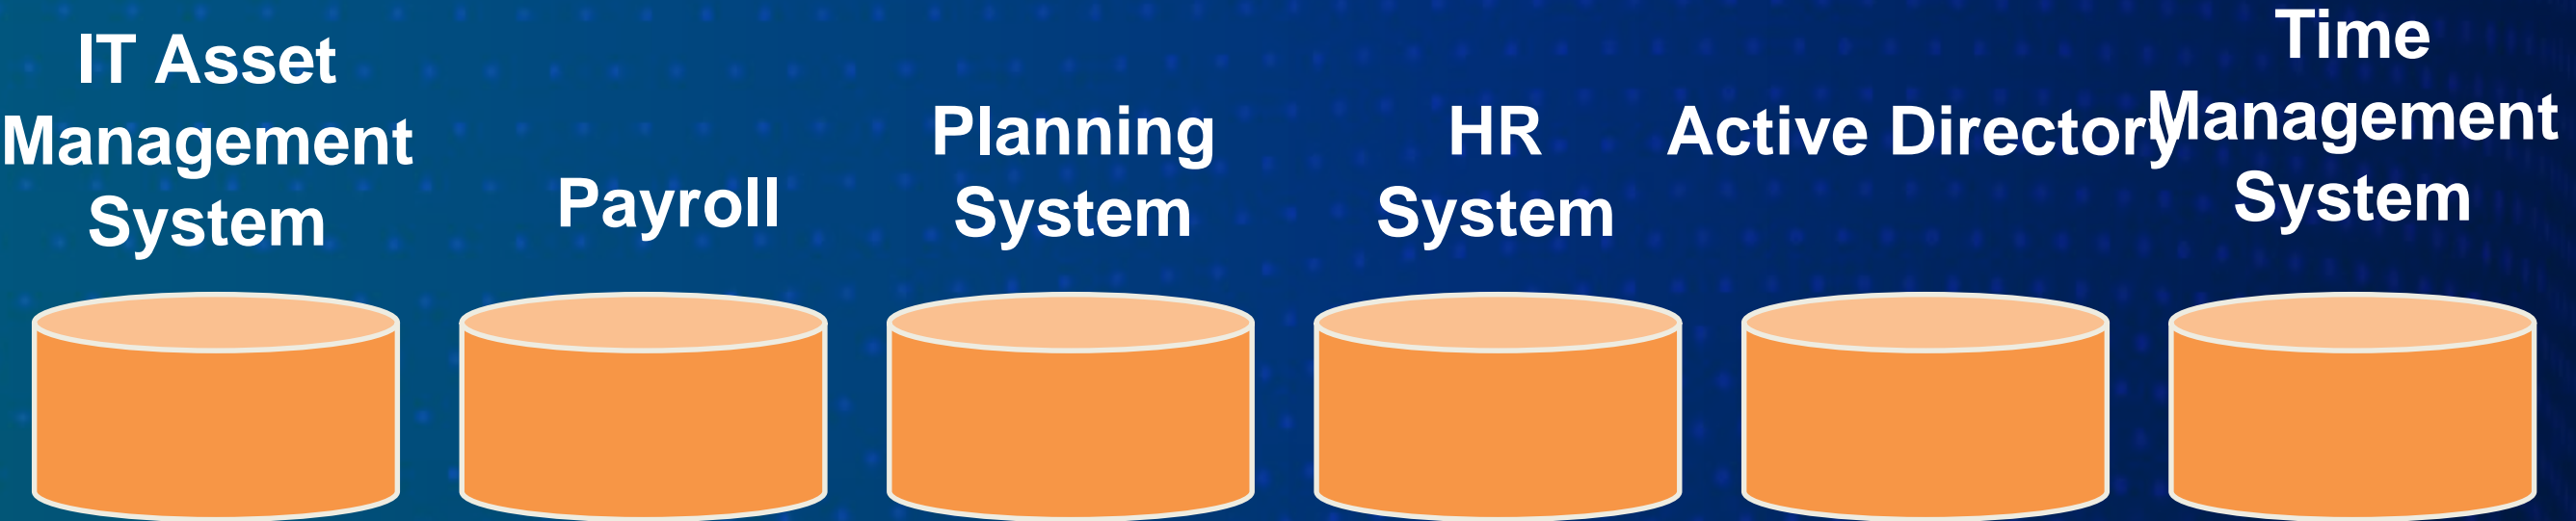 IT Asset
Management
System
Payroll
Planning
System
HR
System
Active Directory
Time
Management
System